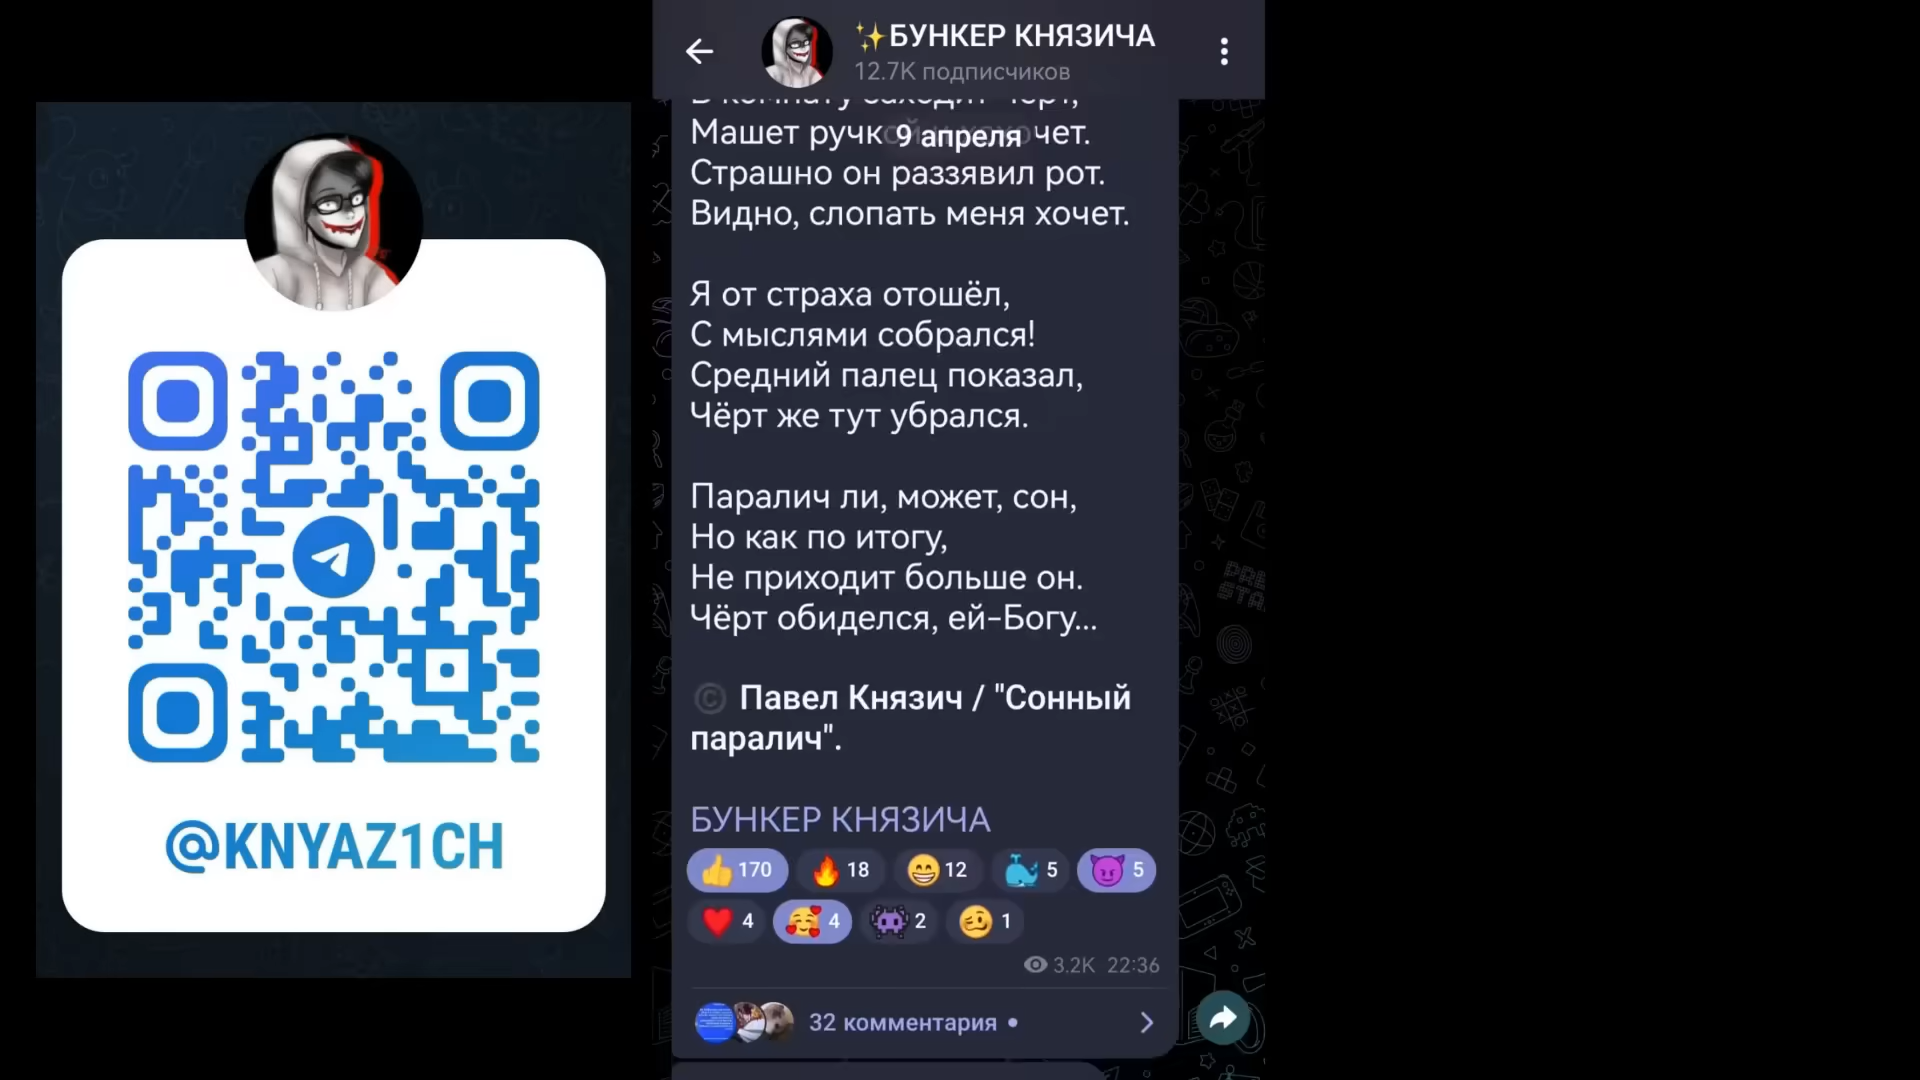 @KNYAZ1CH
✨БУНКЕР КНЯЗИЧА
12.7K подписчиков
Машет ручкой и хохочет.
9 апреля
Страшно он раззявил рот.
Видно, слопать меня хочет.
Я от страха отошёл,
С мыслями собрался!
Средний палец показал,
Чёрт же тут убрался.
Паралич ли, может, сон,
Но как по итогу,
Не приходит больше он.
Чёрт обиделся, ей-Богу...
© Павел Князич / "Сонный
паралич".
БУНКЕР КНЯЗИЧА
170 18 12 5 5
4 4 2 1
3.2K 22:36
32 комментария